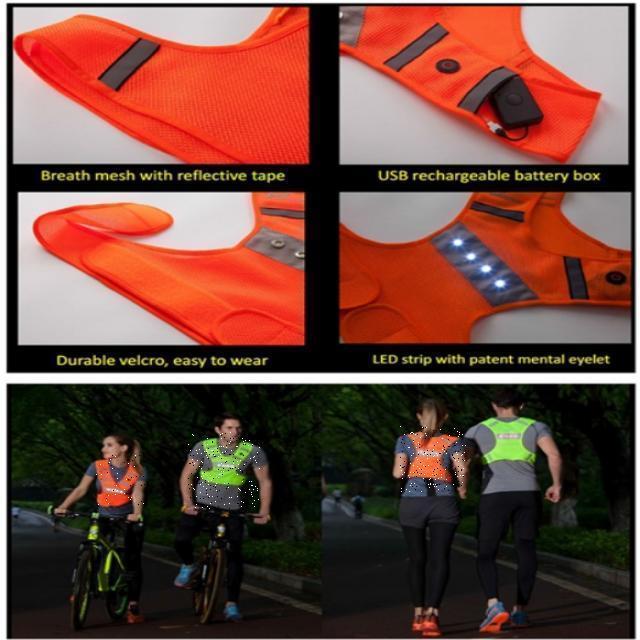 Breath mesh with reflective tape
USB rechargeable battery box
Durable velcro, easy to wear
LED strip with patent mental eyelet